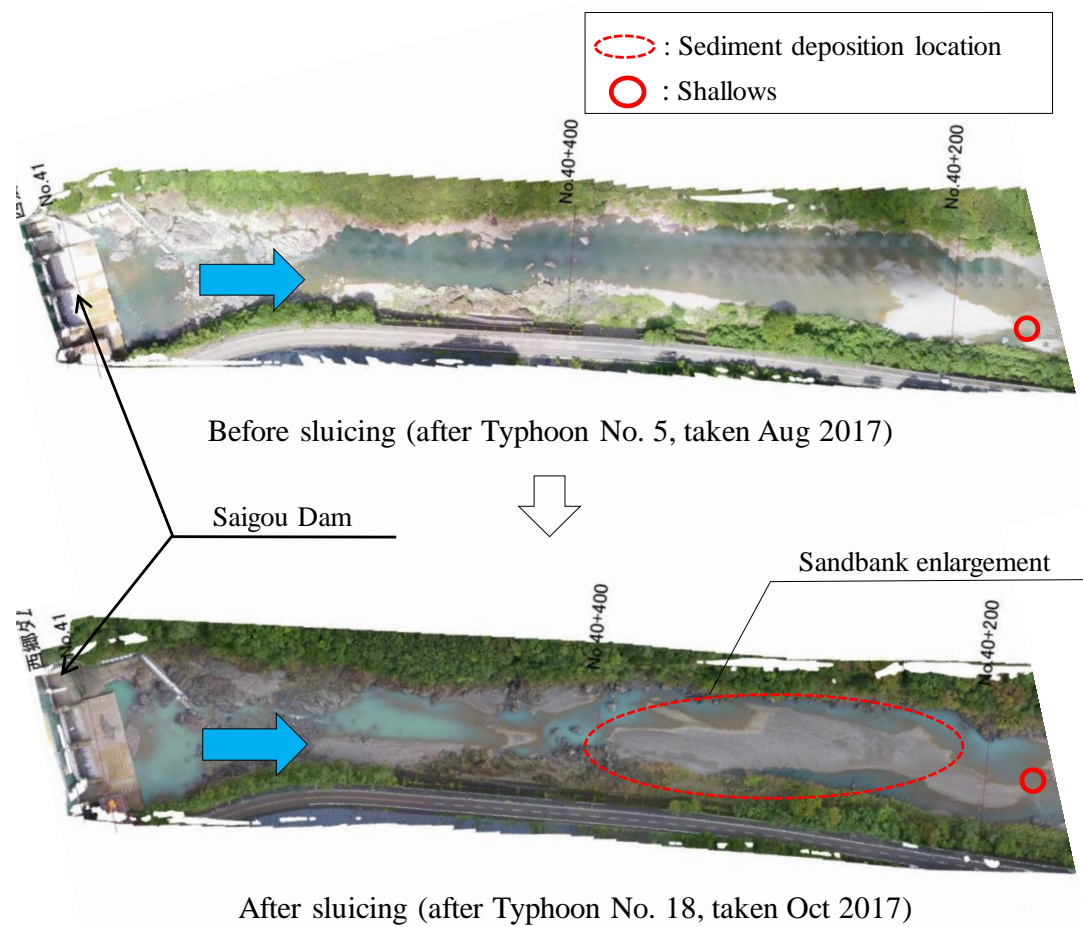 : Sediment deposition location
: Shallows
No.41
No.40+400
No.40+200
Before sluicing (after Typhoon No. 5, taken Aug 2017)
Saigou Dam
Sandbank enlargement
西郷ダム
No.41
No.40+400
No.40+200
After sluicing (after Typhoon No. 18, taken Oct 2017)